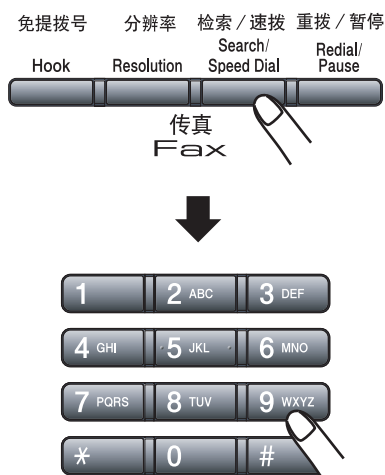 免提拨号 分辨率 检索/速拨 重拨/暂停
Hook Resolution Search/ Speed Dial Redial/ Pause
传真
Fax
1 2 ABC 3 DEF
4 GHI 5 JKL 6 MNO
7 PQRS 8 TUV 9 WXYZ
* 0 #